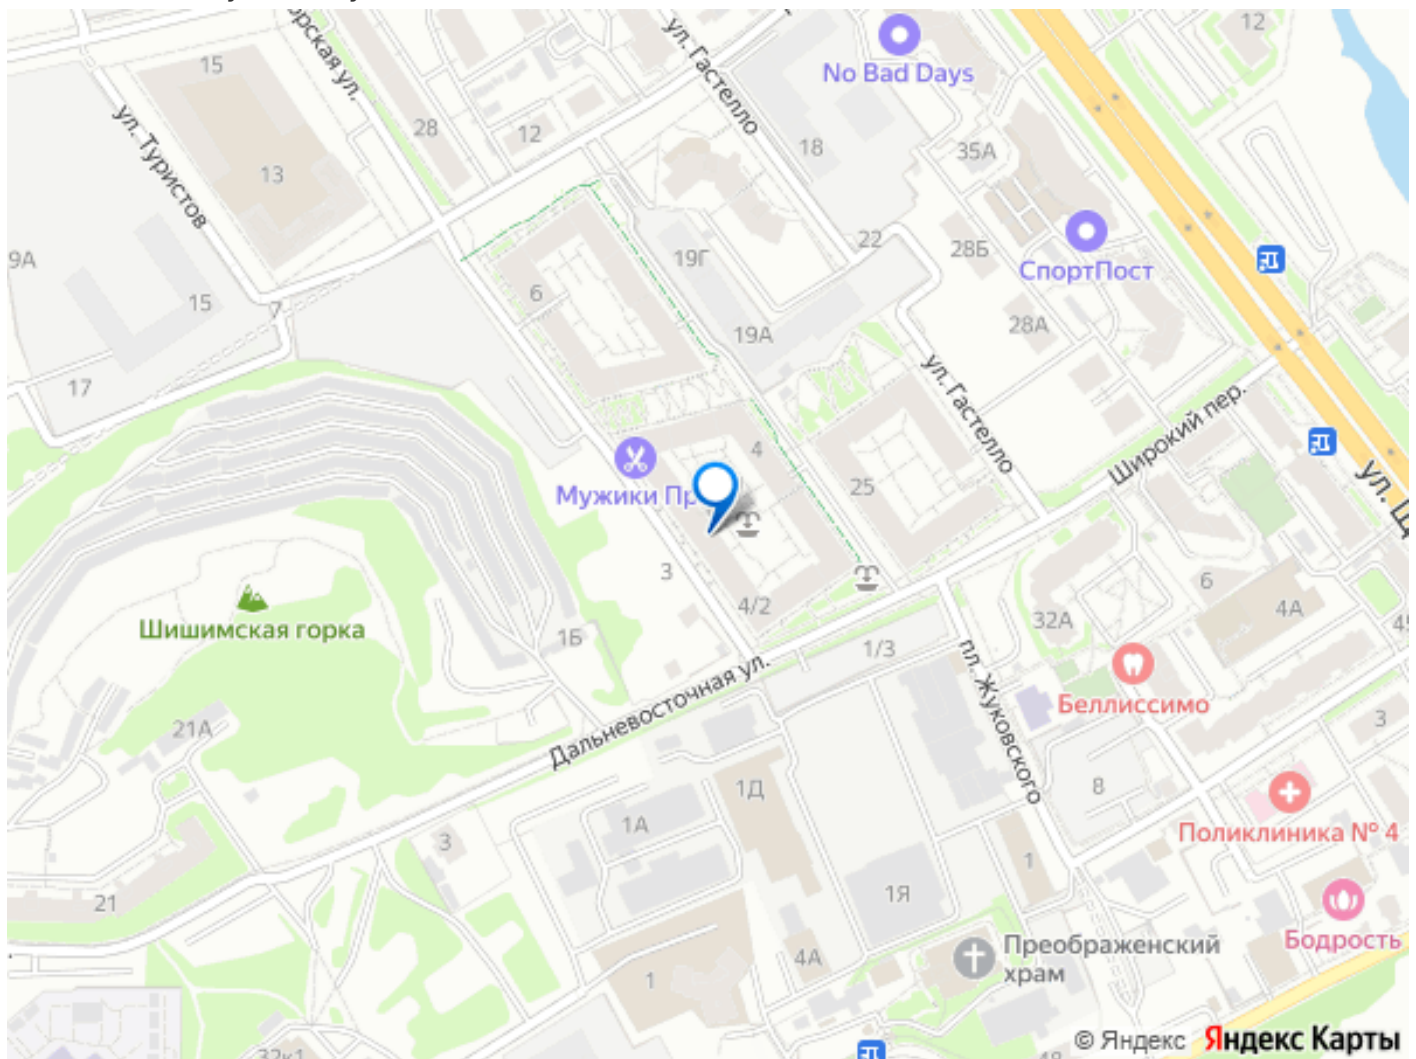 12
No Bad Days
ул. Гастелло
15
ул. Туристов
28
12
13
18
35А
9А
15
19Г
22
28Б
СпортПост
6
28А
19А
17
ул. Гастелло
Широкий пер.
4
Мужики Пр
25
3
4/2
6
4А
Шишимская горка
1Б
32А
1/3
Беллиссимо
Дальневосточная ул.
пл. Жуковского
21А
3
1Д
8
1А
Поликлиника № 4
3
1
1Я
21
Бодрость
Преображенский
храм
4А
1
32к1
© Яндекс Яндекс Карты